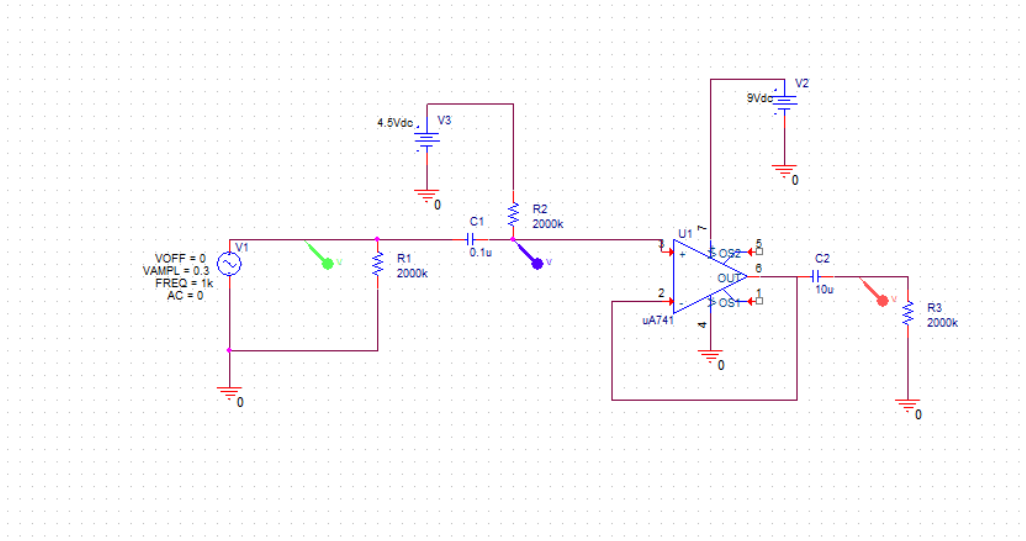 V2
9Vdc
0
4.5Vdc
V3
0
R2
2000k
C1
0.1u
V1
VOFF = 0
VAMPL = 0.3
FREQ = 1k
AC = 0
0
R1
2000k
V
V
U1
3
+
2
-
uA741
7
4
0
OS2
5
OUT
6
OS1
1
C2
10u
V
R3
2000k
0